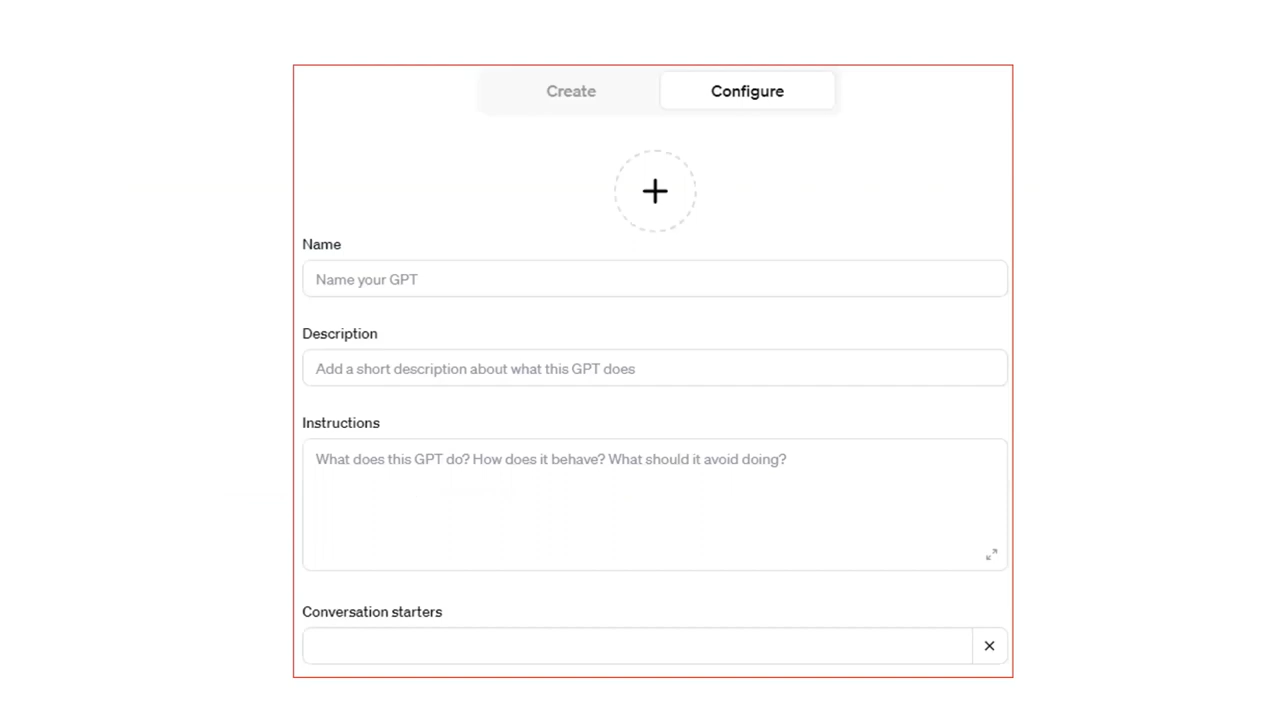 Create Configure
Name
Name your GPT
Description
Add a short description about what this GPT does
Instructions
What does this GPT do? How does it behave? What should it avoid doing?
Conversation starters